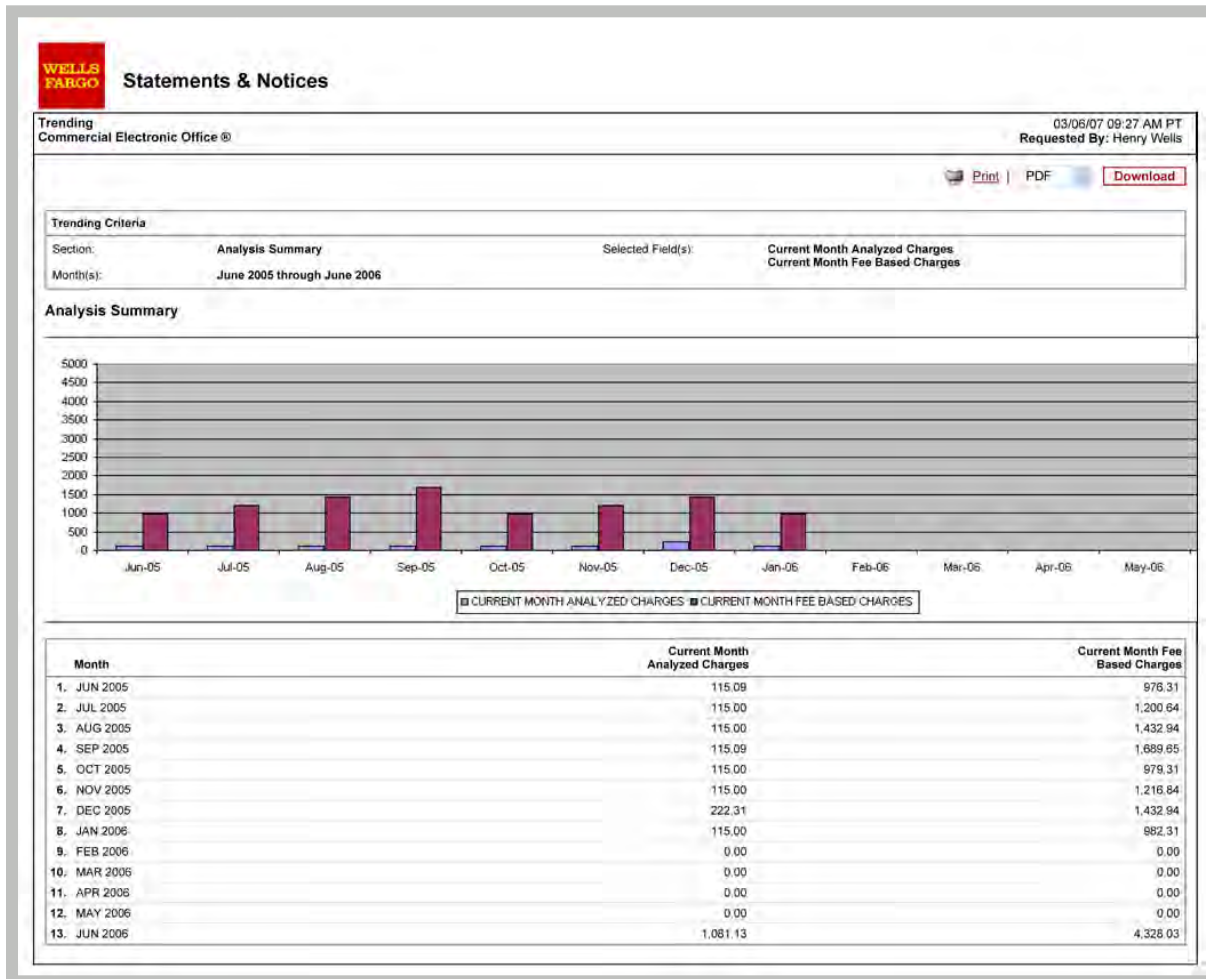 WELLS
FARGO
Statements & Notices
Trending
Commercial Electronic Office ®
03/06/07 09:27 AM PT
Requested By: Henry Wells
Print | PDF Download
Trending Criteria
Section: Analysis Summary Selected Field(s): Current Month Analyzed Charges
Current Month Fee Based Charges
Month(s): June 2005 through June 2006
Analysis Summary
5000
4500
4000
3500
3000
2500
2000
1500
1000
500
0
Jun-05 Jul-05 Aug-05 Sep-05 Oct-05 Nov-05 Dec-05 Jan-06 Feb-06 Mar-06 Apr-06 May-06
CURRENT MONTH ANALYZED CHARGES CURRENT MONTH FEE BASED CHARGES
Month Current Month Analyzed Charges Current Month Fee Based Charges
1. JUN 2005 115.09 976.31
2. JUL 2005 115.00 1,200.64
3. AUG 2005 115.00 1,432.94
4. SEP 2005 115.09 1,689.65
5. OCT 2005 115.00 979.31
6. NOV 2005 115.00 1,216.84
7. DEC 2005 222.31 1,432.94
8. JAN 2006 115.00 982.31
9. FEB 2006 0.00 0.00
10. MAR 2006 0.00 0.00
11. APR 2006 0.00 0.00
12. MAY 2006 0.00 0.00
13. JUN 2006 1,081.13 4,328.03